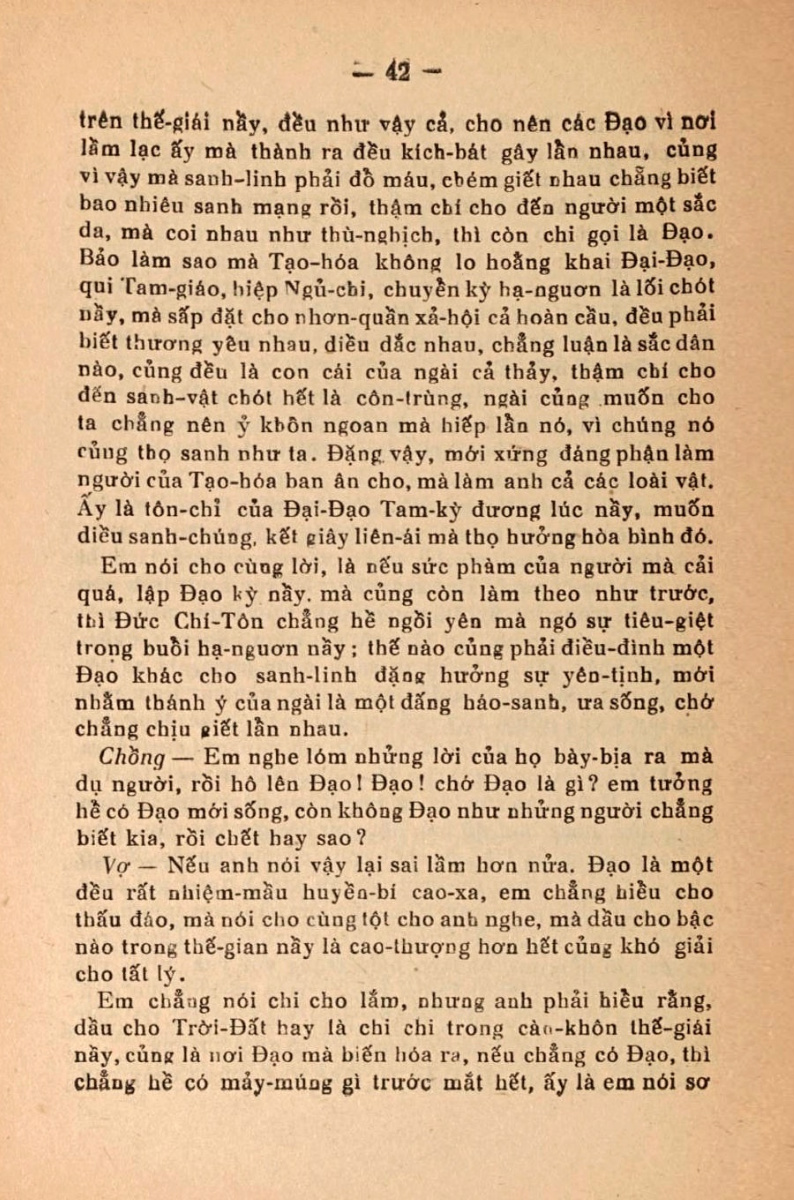 — 42 —
trên thế-giái nầy, đều như vậy cả, cho nên các Đạo vì nơi
lầm lạc ấy mà thành ra đều kích-bát gây lần nhau, củng
vì vậy mà sanh-linh phải đổ máu, chém giết nhau chẳng biết
bao nhiêu sanh mạng rồi, thậm chí cho đến người một sắc
da, mà coi nhau như thù-nghịch, thì còn chi gọi là Đạo.
Bảo làm sao mà Tạo-hóa không lo hoằng khai Đại-Đạo,
qui Tam-giáo, hiệp Ngủ-chi, chuyển kỳ hạ-nguơn là lối chót
nầy, mà sấp đặt cho nhơn-quần xả-hội cả hoàn cầu, đều phải
biết thương yêu nhau, diều dắc nhau, chẳng luận là sắc dân
nào, củng đều là con cái của ngài cả thảy, thậm chí cho
đến sanh-vật chót hết là côn-trùng, ngài củng muốn cho
ta chẳng nên ỷ khôn ngoan mà hiếp lần nó, vì chúng nó
củng thọ sanh như ta. Đặng vậy, mới xứng đáng phận làm
người của Tạo-hóa ban ân cho, mà làm anh cả các loài vật.
Ấy là tôn-chỉ của Đại-Đạo Tam-kỳ đương lúc nầy, muốn
diều sanh-chúng, kết giây liên-ái mà thọ hưởng hòa bình đó.
Em nói cho cùng lời, là nếu sức phàm của người mà cải
quá, lập Đạo kỳ nầy. mà củng còn làm theo như trước,
thì Đức Chí-Tôn chẳng hề ngồi yên mà ngó sự tiêu-giệt
trong buổi hạ-nguơn nầy ; thế nào củng phải điều-đình một
Đạo khác cho sanh-linh đặng hưởng sự yên-tịnh, mới
nhằm thánh ý của ngài là một đấng háo-sanh, ưa sống, chớ
chẳng chịu giết lần nhau.
Chồng — Em nghe lóm những lời của họ bày-bịa ra mà
dụ người, rồi hô lên Đạo! Đạo! chớ Đạo là gì? em tưởng
hề có Đạo mới sống, còn không Đạo như những người chẳng
biết kia, rồi chết hay sao?
Vợ — Nếu anh nói vậy lại sai lầm hơn nửa. Đạo là một
đều rất nhiệm-mầu huyền-bí cao-xa, em chẳng hiểu cho
thấu đáo, mà nói cho cùng tột cho anh nghe, mà dầu cho bậc
nào trong thế-gian nầy là cao-thượng hơn hết củng khó giải
cho tất lý.
Em chẳng nói chi cho lắm, nhưng anh phải hiểu rằng,
dầu cho Trời-Đất hay là chi chi trong càn-khôn thế-giái
nầy, củng là nơi Đạo mà biến hóa ra, nếu chẳng có Đạo, thì
chẳng hề có mảy-múng gì trước mắt hết, ấy là em nói sơ